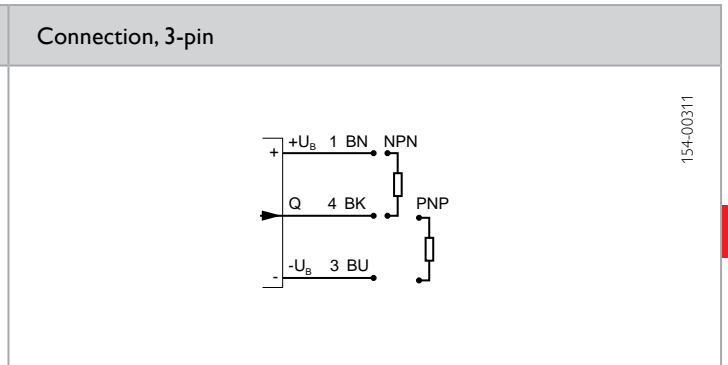 Connection, 3-pin
154-00311
+ +U_B 1 BN NPN
Q 4 BK PNP
- -U_B 3 BU